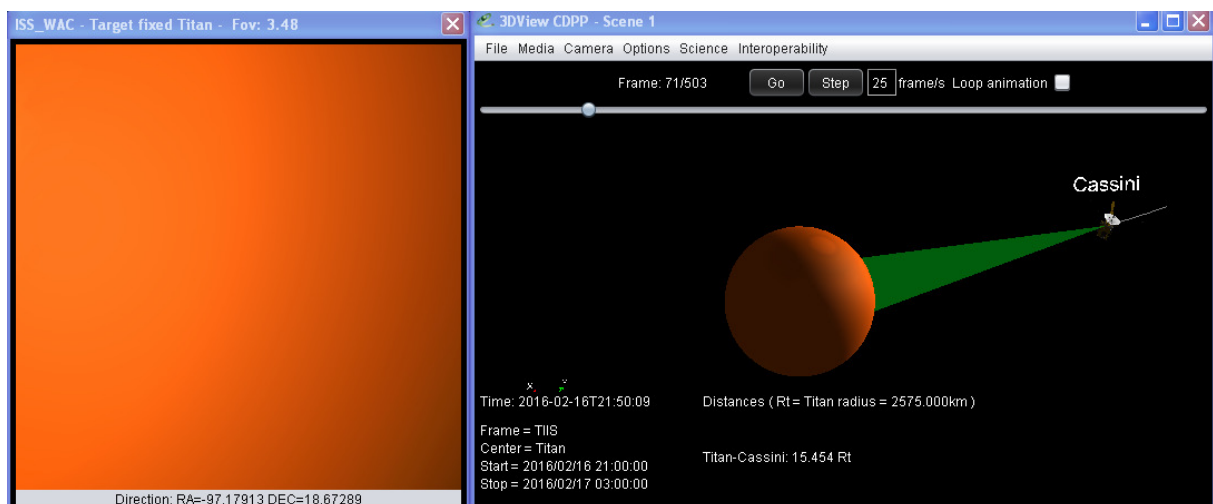 ISS_WAC - Target fixed Titan - Fov: 3.48
Direction: RA=-97.17913 DEC=18.67289
3DView CDPP - Scene 1
File Media Camera Options Science Interoperability
Frame: 71/503 Go Step 25 frame/s Loop animation
Cassini
X Y
Time: 2016-02-16T21:50:09 Distances ( Rt = Titan radius = 2575.000km )
Frame = TIIS
Center = Titan
Titan-Cassini: 15.454 Rt
Start = 2016/02/16 21:00:00
Stop = 2016/02/17 03:00:00